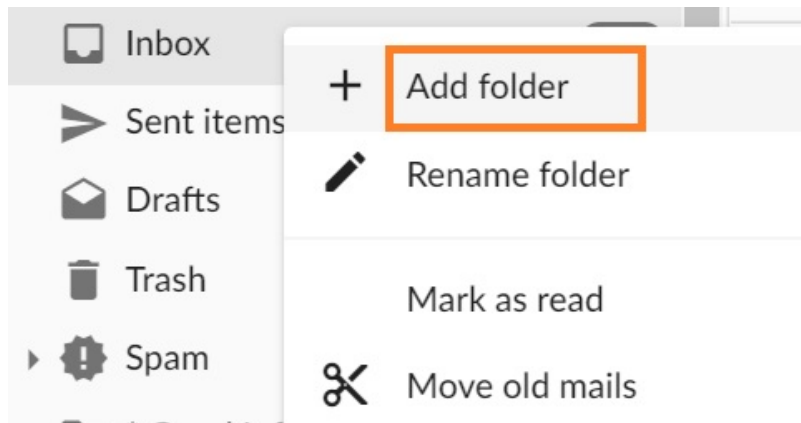 Inbox
Sent items
Drafts
Trash
Spam
Add folder
Rename folder
Mark as read
Move old mails